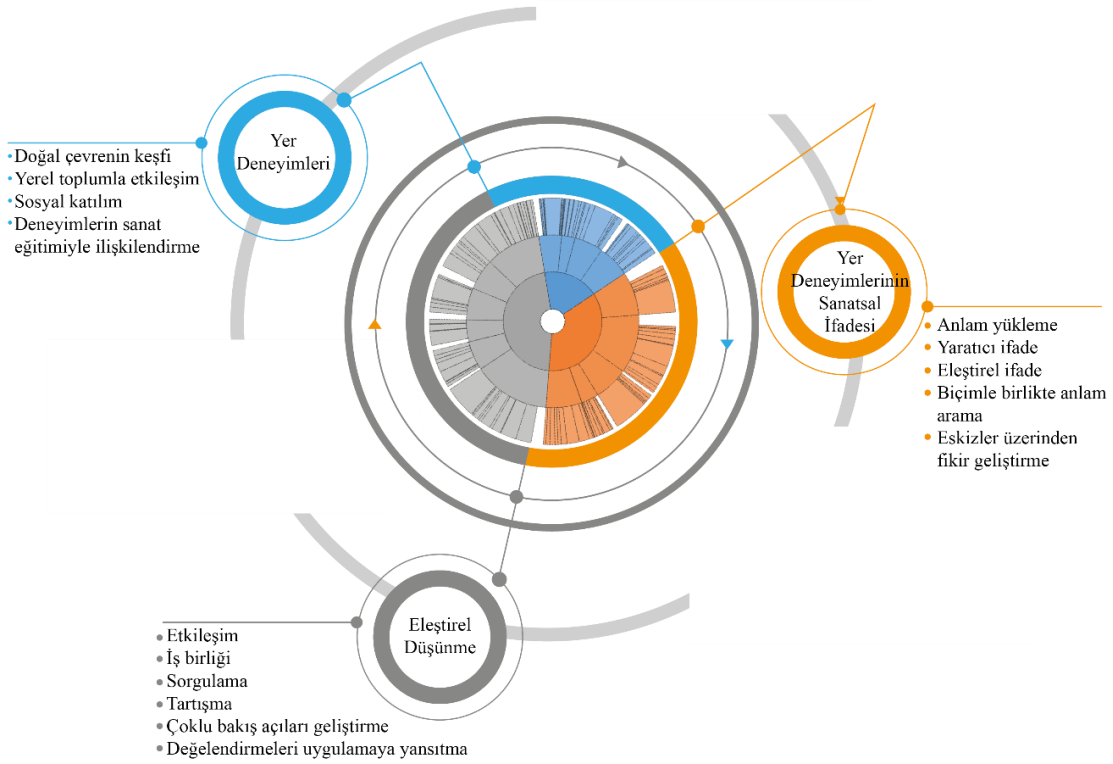 Yer
Deneyimleri
• Doğal çevrenin keşfi
• Yerel toplumla etkileşim
• Sosyal katılım
• Deneyimlerin sanat
eğitimiyle ilişkilendirme
Yer
Deneyimlerinin
Sanatsal
İfadesi
• Anlam yükleme
• Yaratıcı ifade
• Eleştirel ifade
• Biçimle birlikte anlam
arama
• Eskizler üzerinden
fikir geliştirme
Eleştirel
Düşünme
• Etkileşim
• İş birliği
• Sorgulama
• Tartışma
• Çoklu bakış açıları geliştirme
• Değelendirmeleri uygulamaya yansıtma